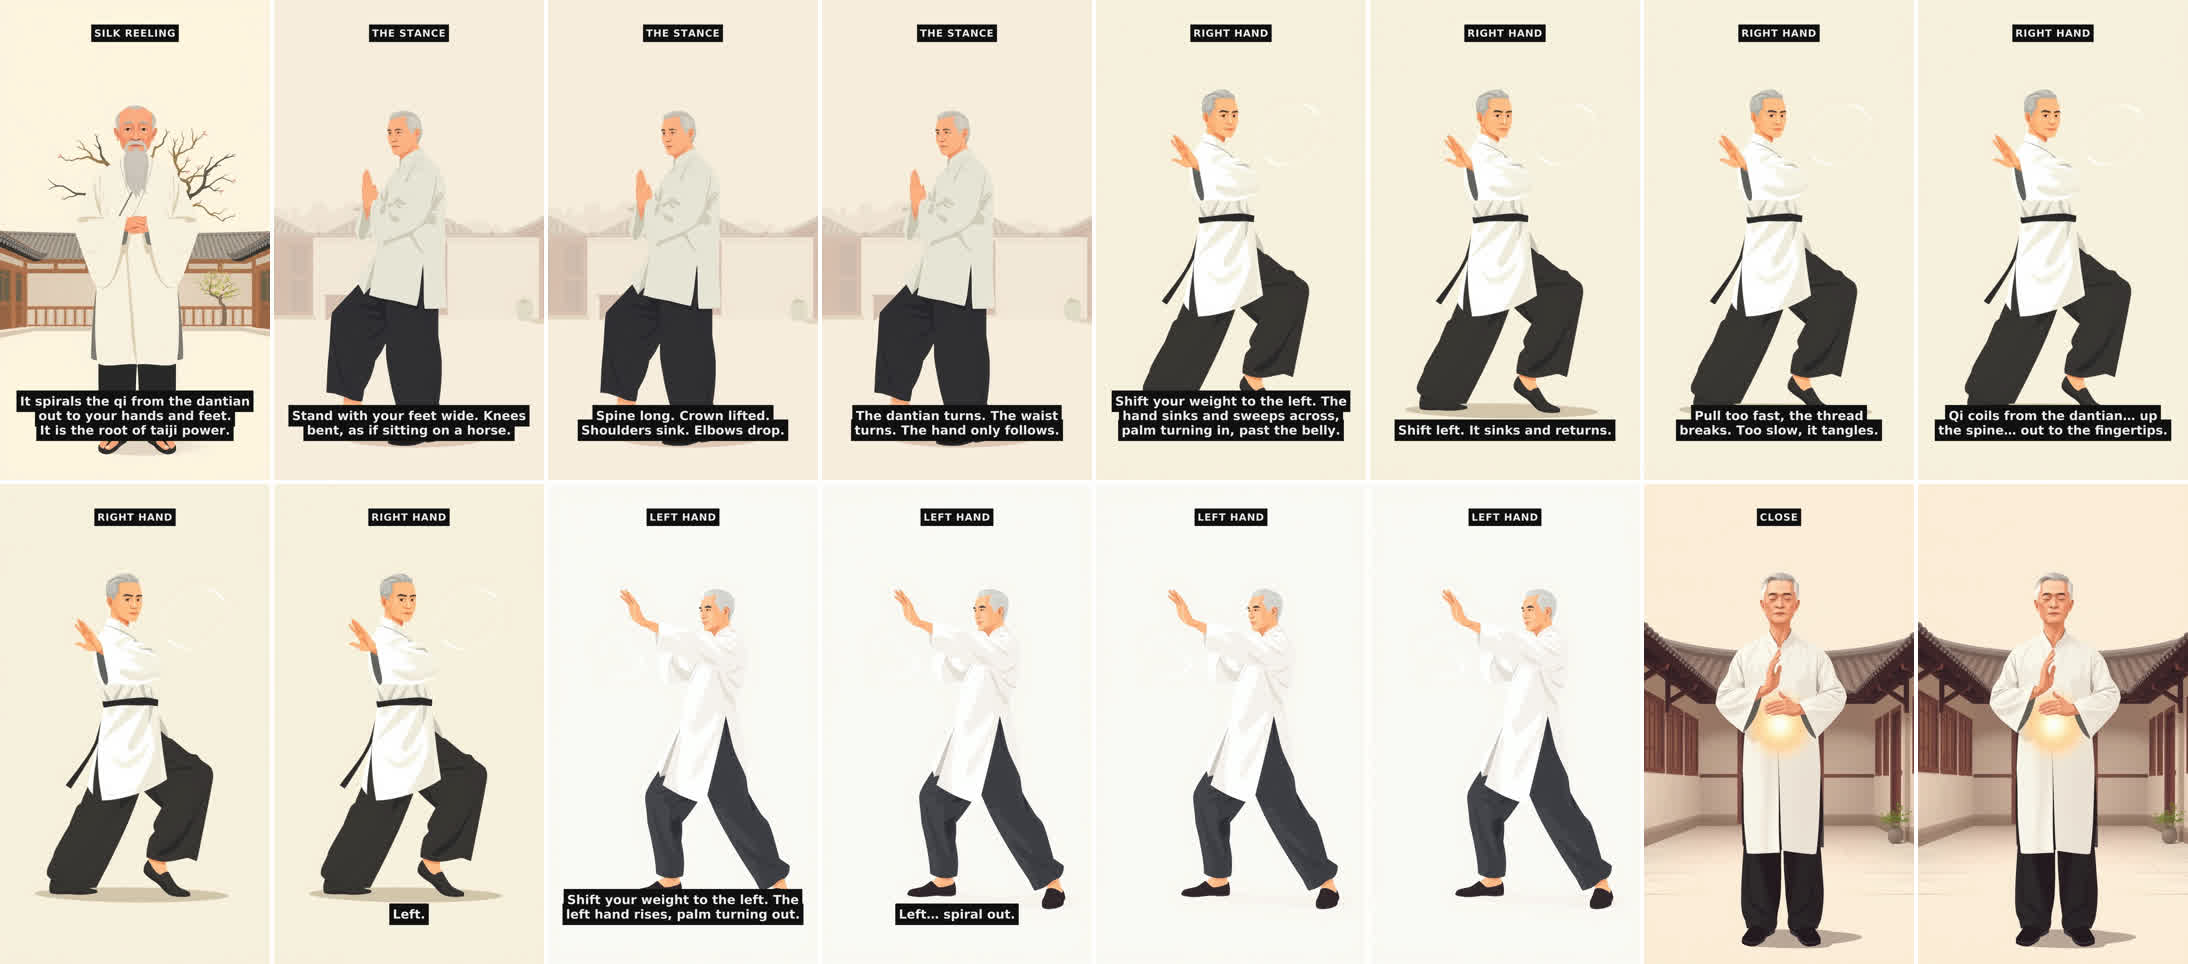 SILK REELING
It spirals the qi from the dantian
out to your hands and feet.
It is the root of taiji power.
THE STANCE
Stand with your feet wide. Knees
bent, as if sitting on a horse.
THE STANCE
Spine long. Crown lifted.
Shoulders sink. Elbows drop.
THE STANCE
The dantian turns. The waist
turns. The hand only follows.
RIGHT HAND
Shift your weight to the left. The
hand sinks and sweeps across,
palm turning in, past the belly.
RIGHT HAND
Shift left. It sinks and returns.
RIGHT HAND
Pull too fast, the thread
breaks. Too slow, it tangles.
RIGHT HAND
Qi coils from the dantian… up
the spine… out to the fingertips.
RIGHT HAND
RIGHT HAND
Left.
LEFT HAND
Shift your weight to the left. The
left hand rises, palm turning out.
LEFT HAND
Left… spiral out.
LEFT HAND
LEFT HAND
CLOSE